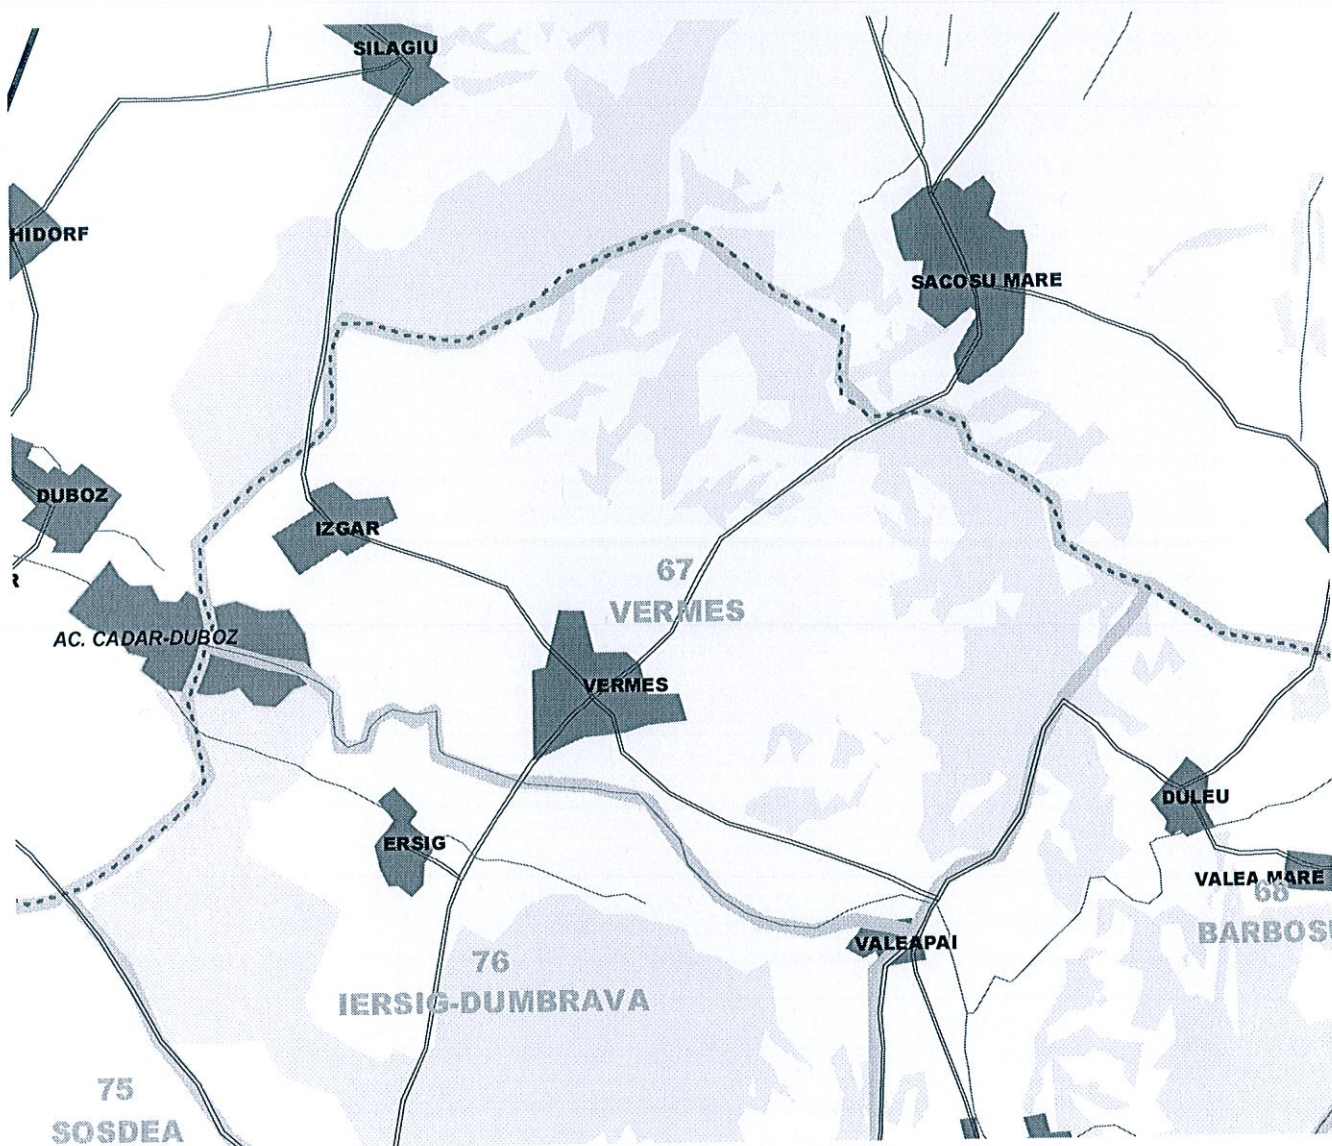 SILAGIU
HIDORF
SACOSU MARE
DUBOZ
IZGAR
67
VERMES
R
AC. CADAR-DUBOZ
VERMES
DULEU
ERSIG
VALEA MARE
68
BARBOS
VALEAPAI
76
IERSIG-DUMBRAVA
75
SOSDEA